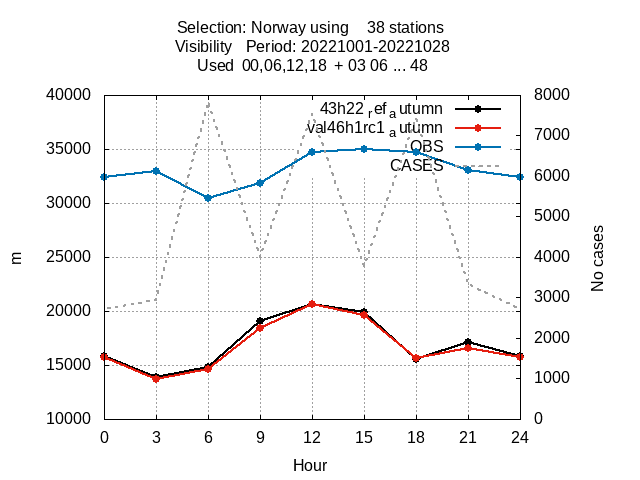 Selection: Norway using 38 stations
Visibility Period: 20221001-20221028
Used 00,06,12,18 + 03 06 ... 48
40000
35000
30000
25000
20000
15000
10000
m
8000
7000
6000
5000
4000
3000
2000
1000
0
No cases
43h22 ref a utumn
val46h1rc1 a utumn
OBS
CASES
0 3 6 9 12 15 18 21 24
Hour